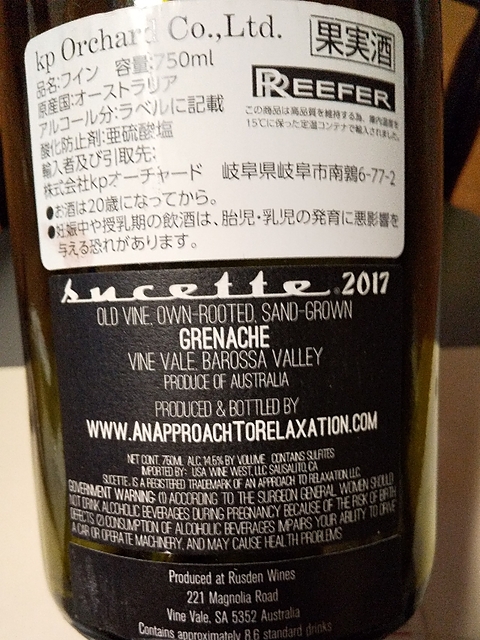 kp Orchard Co.,Ltd.
果実酒
品名:ワイン 容量:750ml
原産国:オーストラリア
REEFER
アルコール分:ラベルに記載
この商品は高品質を維持する為、庫内温度を
15℃に保った定温コンテナで輸入されました。
酸化防止剤:亜硫酸塩
輸入者及び引取先:
株式会社kpオーチャード 岐阜県岐阜市南鶉6-77-2
●お酒は20歳になってから。
●妊娠中や授乳期の飲酒は、胎児・乳児の発育に悪影響を
与える恐れがあります。
sucette 2017
OLD VINE, OWN-ROOTED, SAND-GROWN
GRENACHE
VINE VALE, BAROSSA VALLEY
PRODUCE OF AUSTRALIA
PRODUCED & BOTTLED BY
WWW.ANAPPROACHTORELAXATION.COM
NET CONT. 750ML ALC. 14.6% BY VOLUME CONTAINS SULFITES
IMPORTED BY: USA WINE WEST, LLC SAUSALITO, CA
SUCETTE, IS A REGISTERED TRADEMARK OF AN APPROACH TO RELAXATION, LLC.
GOVERNMENT WARNING: (1) ACCORDING TO THE SURGEON GENERAL WOMEN SHOULD
NOT DRINK ALCOHOLIC BEVERAGES DURING PREGNANCY BECAUSE OF THE RISK OF BIRTH
DEFECTS. (2) CONSUMPTION OF ALCOHOLIC BEVERAGES IMPAIRS YOUR ABILITY TO DRIVE
A CAR OR OPERATE MACHINERY, AND MAY CAUSE HEALTH PROBLEMS
Produced at Rusden Wines
221 Magnolia Road
Vine Vale, SA 5352 Australia
Contains approximately 8.6 standard drinks